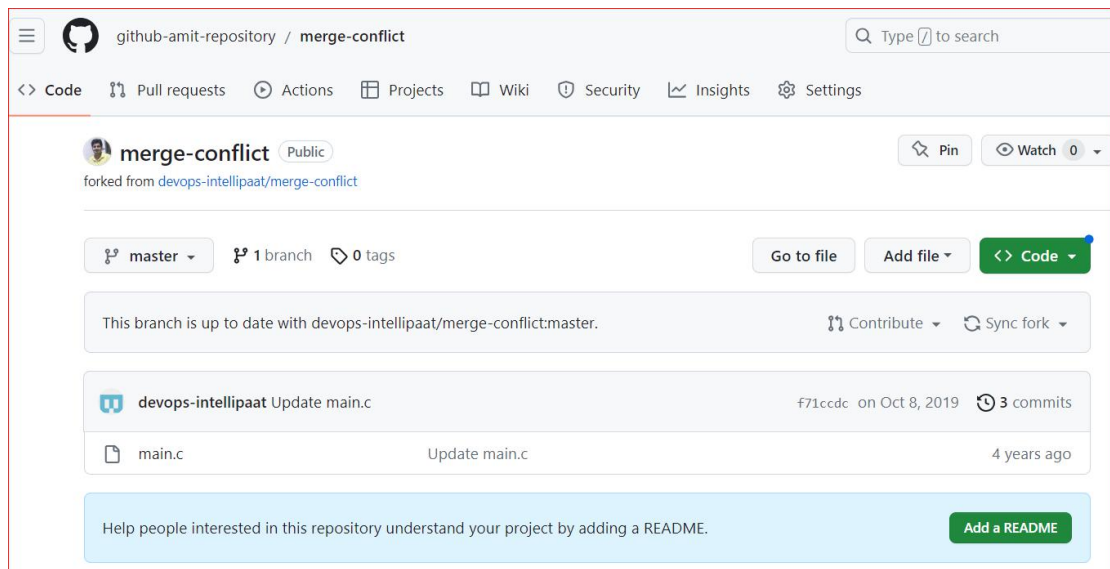 github-amit-repository / merge-conflict
Type / to search
Code Pull requests Actions Projects Wiki Security Insights Settings
merge-conflict Public
Pin Watch 0
forked from devops-intellipaat/merge-conflict
master 1 branch 0 tags
Go to file Add file Code
This branch is up to date with devops-intellipaat/merge-conflict:master.
Contribute Sync fork
devops-intellipaat Update main.c f71ccdc on Oct 8, 2019 3 commits
main.c Update main.c 4 years ago
Help people interested in this repository understand your project by adding a README.
Add a README